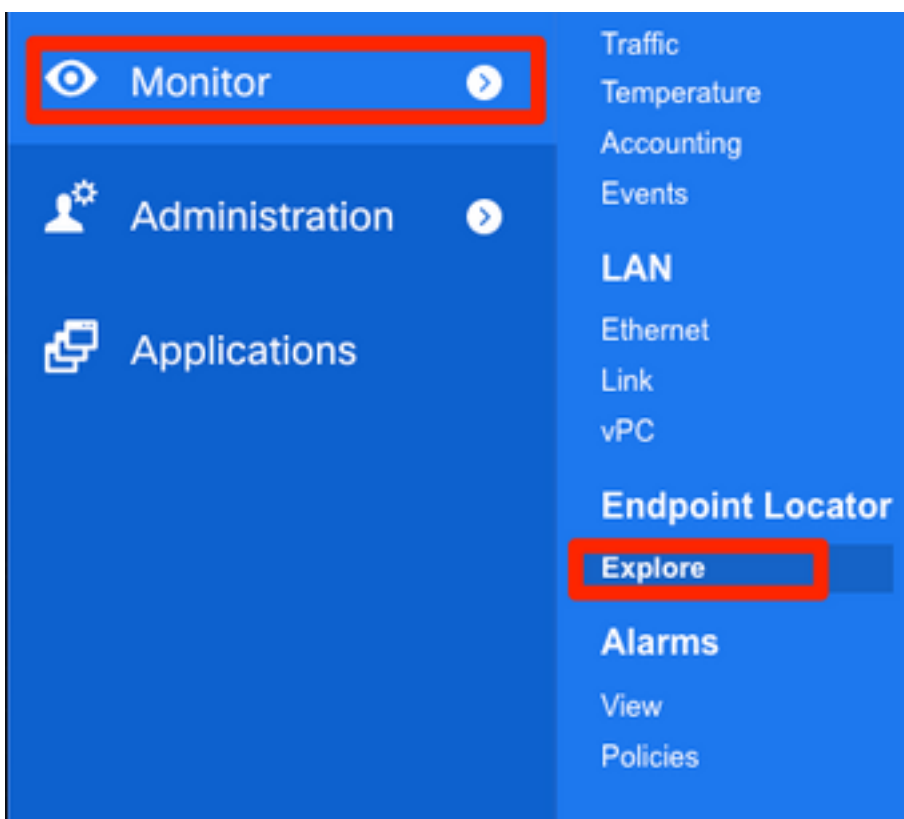 Monitor
Administration
Applications
Traffic
Temperature
Accounting
Events
LAN
Ethernet
Link
vPC
Endpoint Locator
Explore
Alarms
View
Policies